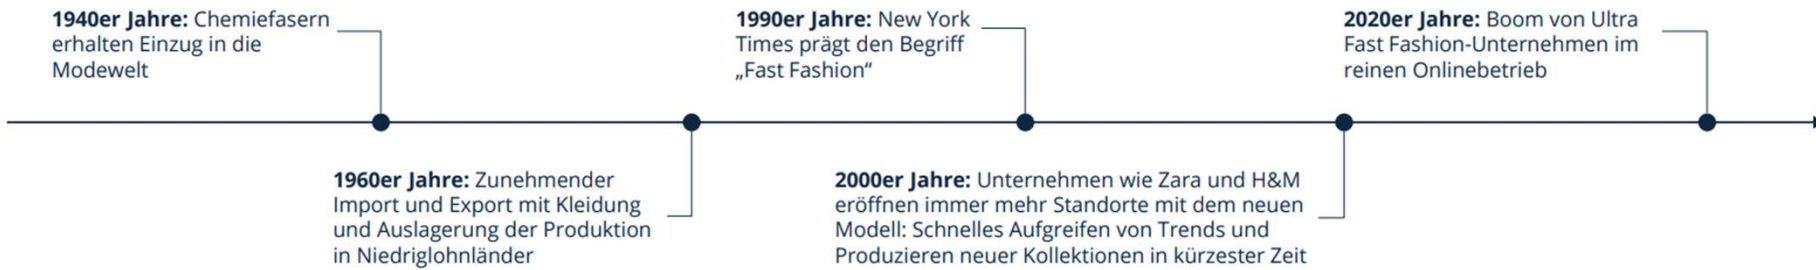 1940er Jahre: Chemiefasern
erhalten Einzug in die
Modewelt
1960er Jahre: Zunehmender
Import und Export mit Kleidung
und Auslagerung der Produktion
in Niedriglohnländer
1990er Jahre: New York
Times prägt den Begriff
„Fast Fashion“
2000er Jahre: Unternehmen wie Zara und H&M
eröffnen immer mehr Standorte mit dem neuen
Modell: Schnelles Aufgreifen von Trends und
Produzieren neuer Kollektionen in kürzester Zeit
2020er Jahre: Boom von Ultra
Fast Fashion-Unternehmen im
reinen Onlinebetrieb